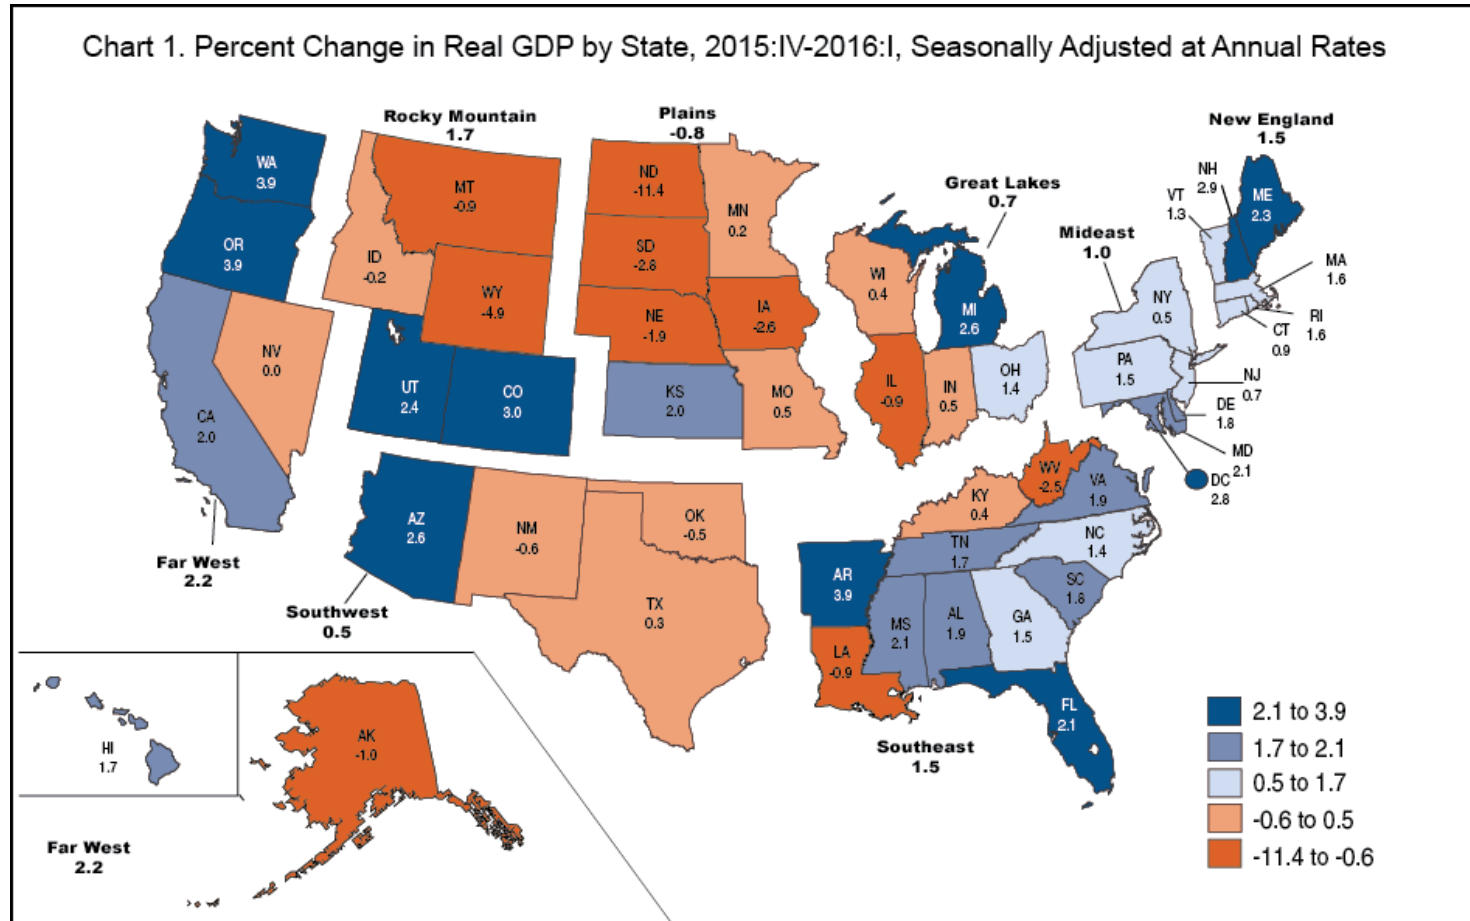 Chart 1. Percent Change in Real GDP by State, 2015:IV-2016:I, Seasonally Adjusted at Annual Rates
Rocky Mountain
1.7
Plains
-0.8
New England
1.5
Great Lakes
0.7
Mideast
1.0
WA
3.9
OR
3.9
CA
2.0
NV
0.0
ID
-0.2
MT
-0.9
WY
-4.9
UT
2.4
CO
3.0
ND
-11.4
SD
-2.8
NE
-1.9
KS
2.0
MN
0.2
IA
-2.6
MO
0.5
WI
0.4
IL
-0.9
IN
0.5
MI
2.6
OH
1.4
NH
2.9
VT
1.3
ME
2.3
MA
1.6
RI
1.6
CT
0.9
NY
0.5
PA
1.5
NJ
0.7
DE
1.8
MD
2.1
DC
2.8
AZ
2.6
NM
-0.6
OK
-0.5
TX
0.3
AR
3.9
LA
-0.9
KY
0.4
WV
-2.5
VA
1.9
TN
1.7
NC
1.4
SC
1.8
MS
2.1
AL
1.9
GA
1.5
FL
2.1
Far West
2.2
Southwest
0.5
Southeast
1.5
HI
1.7
AK
-1.0
Far West
2.2
2.1 to 3.9
1.7 to 2.1
0.5 to 1.7
-0.6 to 0.5
-11.4 to -0.6